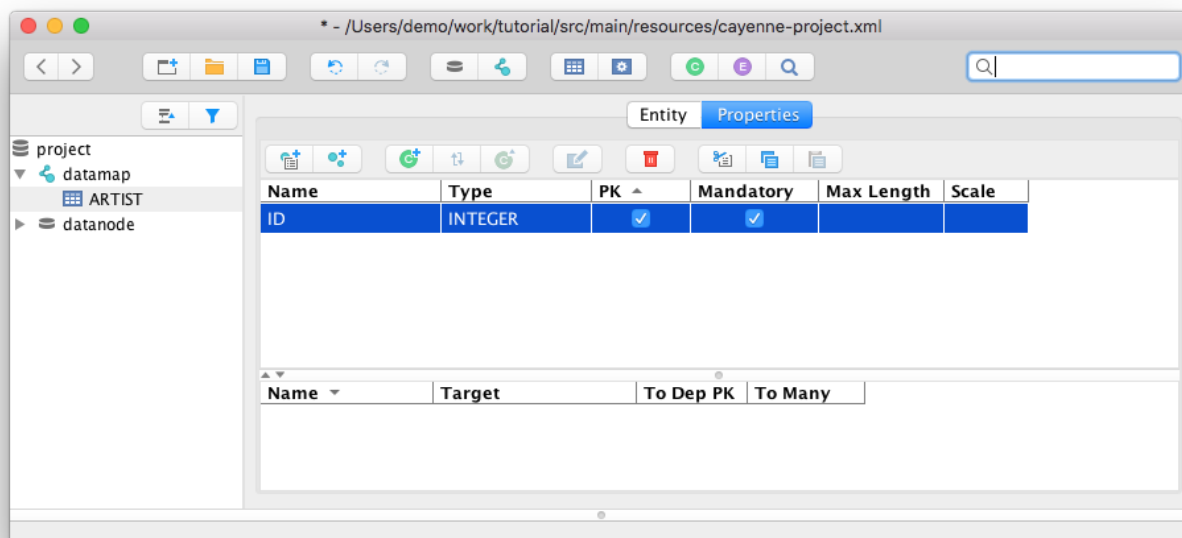 * - /Users/demo/work/tutorial/src/main/resources/cayenne-project.xml
C E
Entity Properties
project
datamap
ARTIST
datanode
C C
Name Type PK Mandatory Max Length Scale
ID INTEGER
Name Target To Dep PK To Many